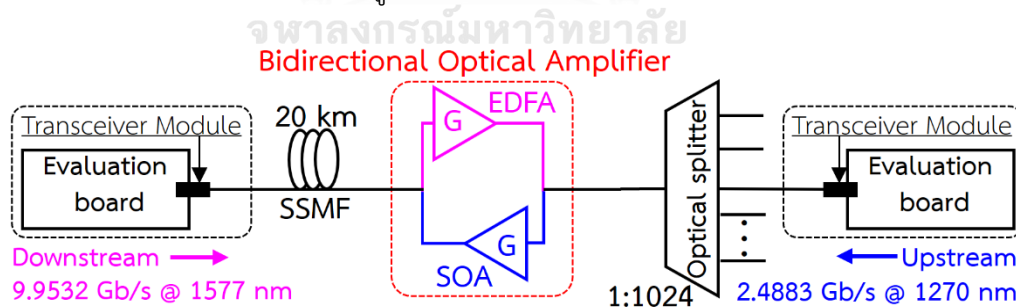 จุฬาลงกรณ์มหาวิทยาลัย
Bidirectional Optical Amplifier
EDFA
G
20 km
SSMF
G
SOA
Transceiver Module
Evaluation
board
Downstream
9.9532 Gb/s @ 1577 nm
Optical splitter
1:1024
Transceiver Module
Evaluation
board
Upstream
2.4883 Gb/s @ 1270 nm